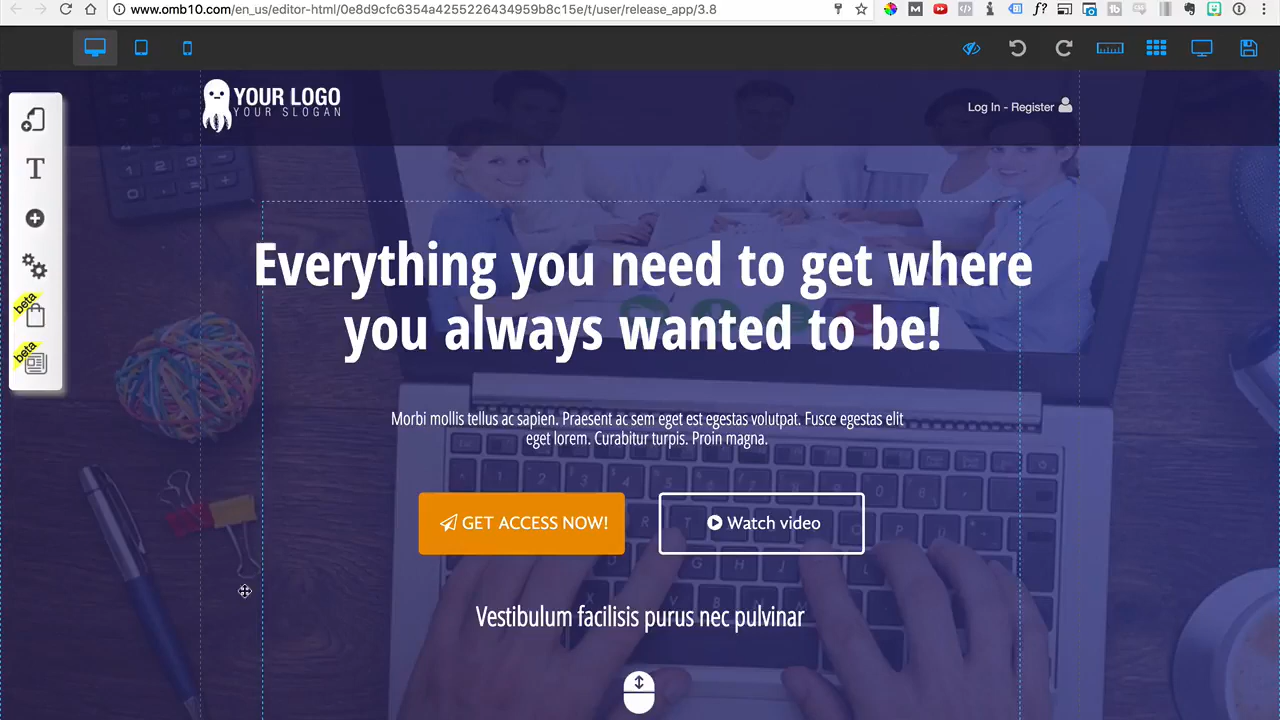 www.omb10.com/en_us/editor-html/0e8d9cfc6354a4255226434959b8c15e/t/user/release_app/3.8
YOUR LOGO
YOUR SLOGAN
Log In - Register
T
beta
beta
Everything you need to get where
you always wanted to be!
Morbi mollis tellus ac sapien. Praesent ac sem eget est egestas volutpat. Fusce egestas elit
eget lorem. Curabitur turpis. Proin magna.
GET ACCESS NOW!
Watch video
Vestibulum facilisis purus nec pulvinar